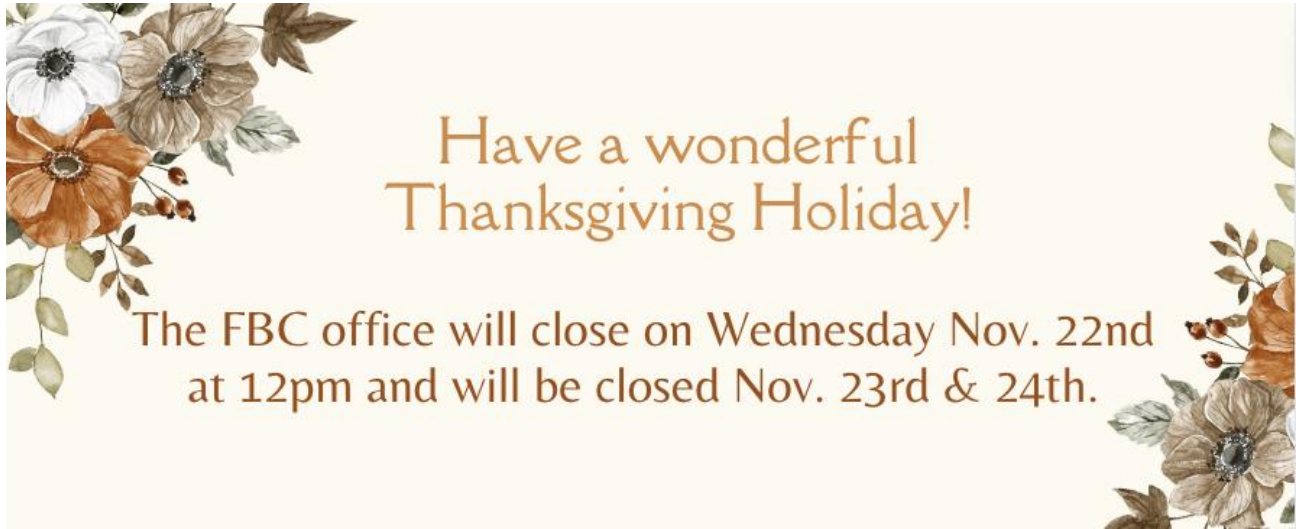 Have a wonderful
Thanksgiving Holiday!
The FBC office will close on Wednesday Nov. 22nd
at 12pm and will be closed Nov. 23rd & 24th.